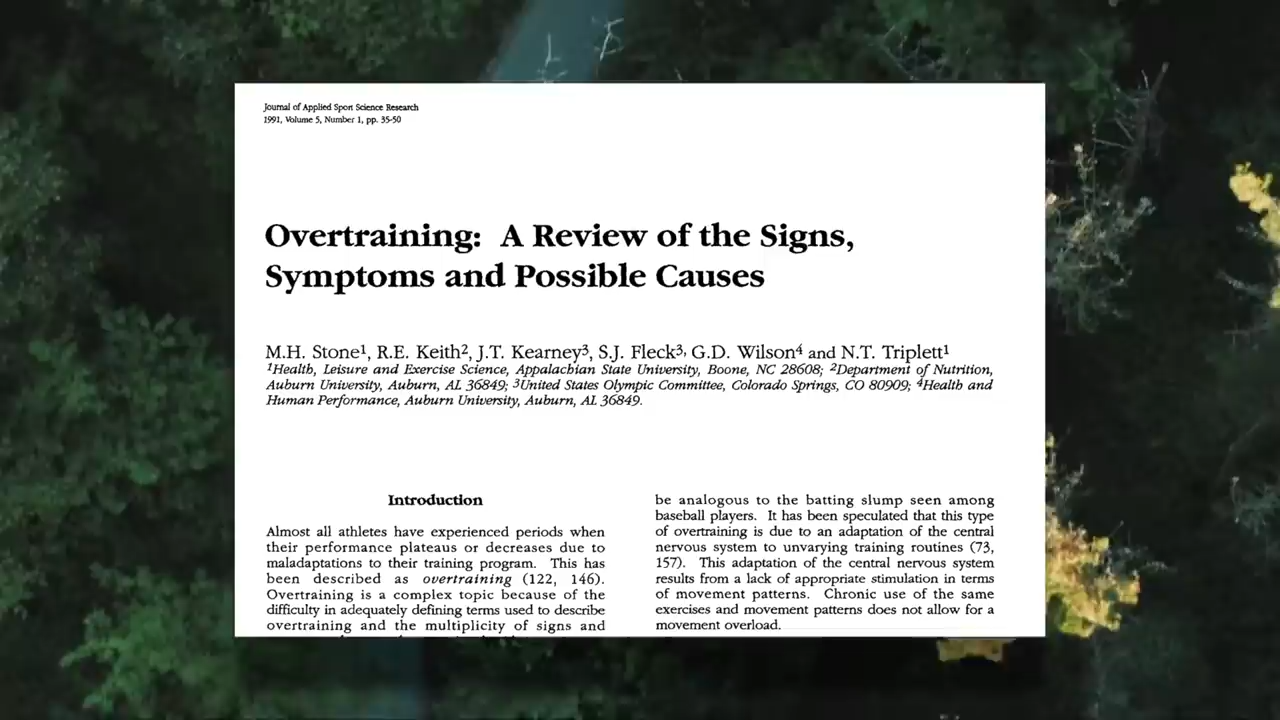 Journal of Applied Sport Science Research
1991, Volume 5, Number 1, pp. 35-50
Overtraining: A Review of the Signs,
Symptoms and Possible Causes
M.H. Stone¹, R.E. Keith², J.T. Kearney³, S.J. Fleck³, G.D. Wilson⁴ and N.T. Triplett¹
¹Health, Leisure and Exercise Science, Appalachian State University, Boone, NC 28608; ²Department of Nutrition,
Auburn University, Auburn, AL 36849; ³United States Olympic Committee, Colorado Springs, CO 80909; ⁴Health and
Human Performance, Auburn University, Auburn, AL 36849.
Introduction
Almost all athletes have experienced periods when
their performance plateaus or decreases due to
maladaptations to their training program. This has
been described as overtraining (122, 146).
Overtraining is a complex topic because of the
difficulty in adequately defining terms used to describe
overtraining and the multiplicity of signs and
be analogous to the batting slump seen among
baseball players. It has been speculated that this type
of overtraining is due to an adaptation of the central
nervous system to unvarying training routines (73,
157). This adaptation of the central nervous system
results from a lack of appropriate stimulation in terms
of movement patterns. Chronic use of the same
exercises and movement patterns does not allow for a
movement overload.